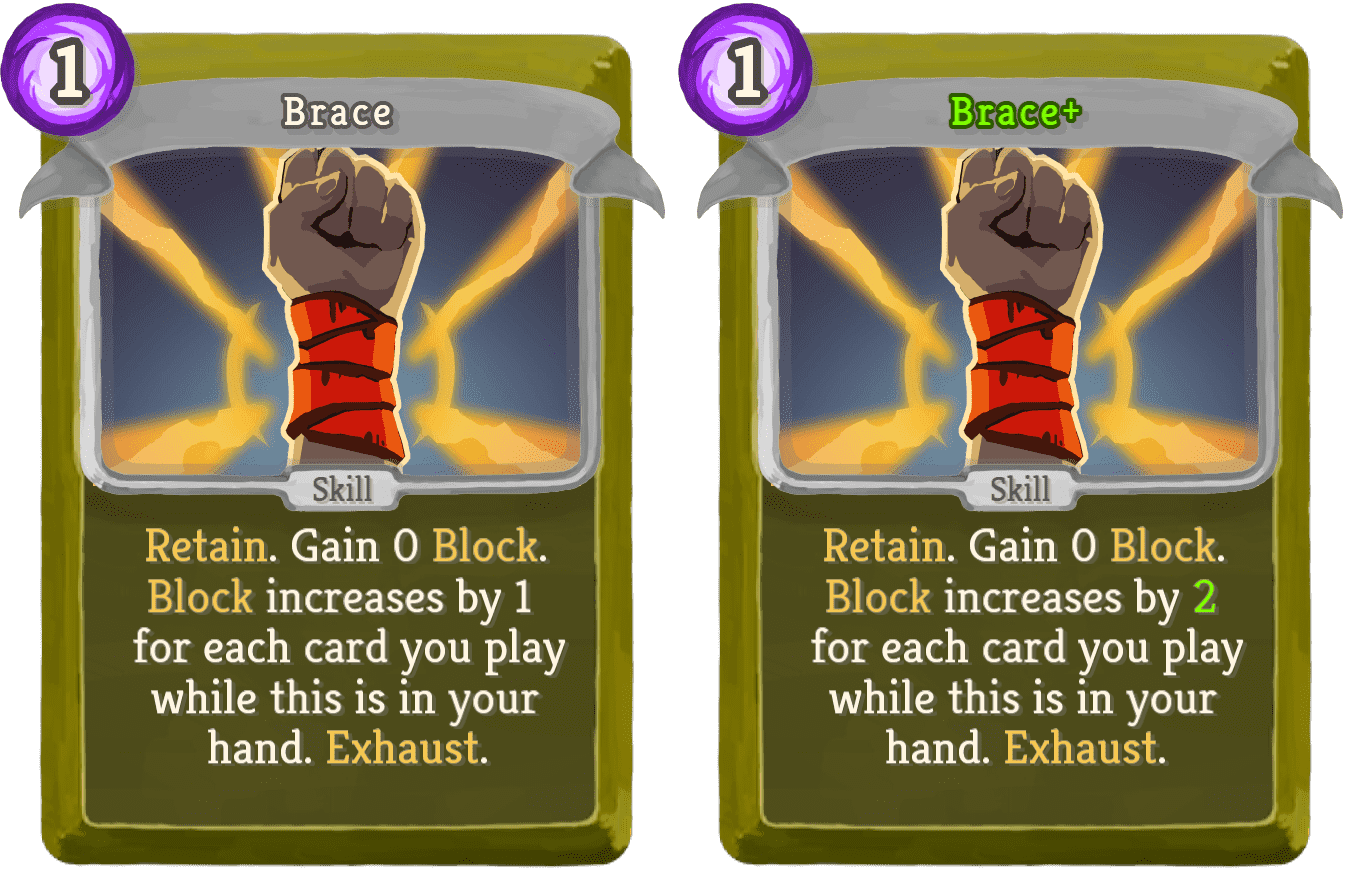 1
Brace
Skill
Retain. Gain 0 Block.
Block increases by 1
for each card you play
while this is in your
hand. Exhaust.
1
Brace+
Skill
Retain. Gain 0 Block.
Block increases by 2
for each card you play
while this is in your
hand. Exhaust.